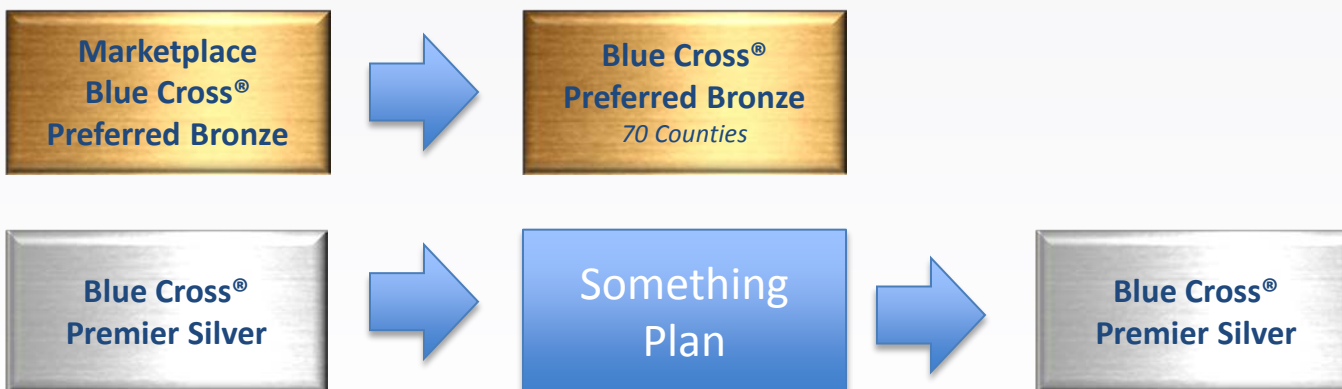 Marketplace
Blue Cross®
Preferred Bronze
Blue Cross®
Preferred Bronze
70 Counties
Blue Cross®
Premier Silver
Something
Plan
Blue Cross®
Premier Silver